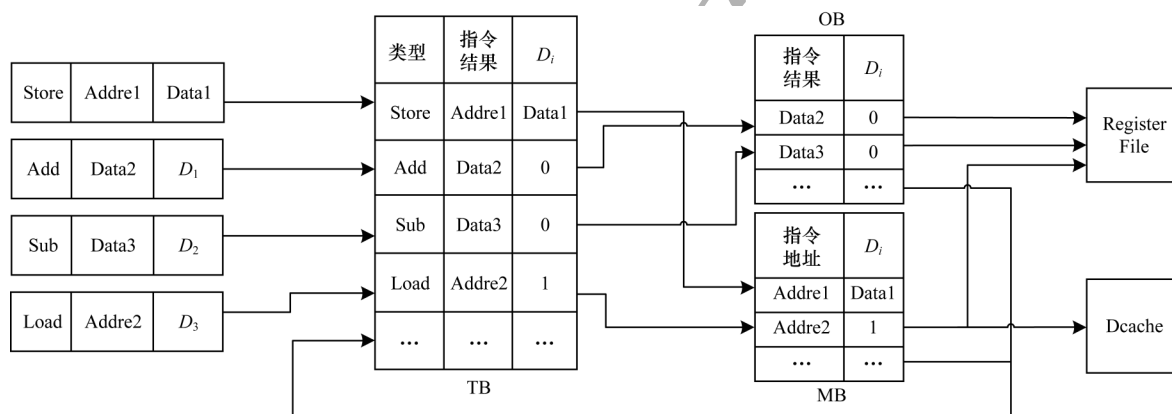 Store Addre1 Data1
Add Data2 D₁
Sub Data3 D₂
Load Addre2 D₃
类型 指令结果 Dᵢ
Store Addre1 Data1
Add Data2 0
Sub Data3 0
Load Addre2 1
... ... ...
TB
OB
指令结果 Dᵢ
Data2 0
Data3 0
... ...
指令地址 Dᵢ
Addre1 Data1
Addre2 1
... ...
MB
Register
File
Dcache